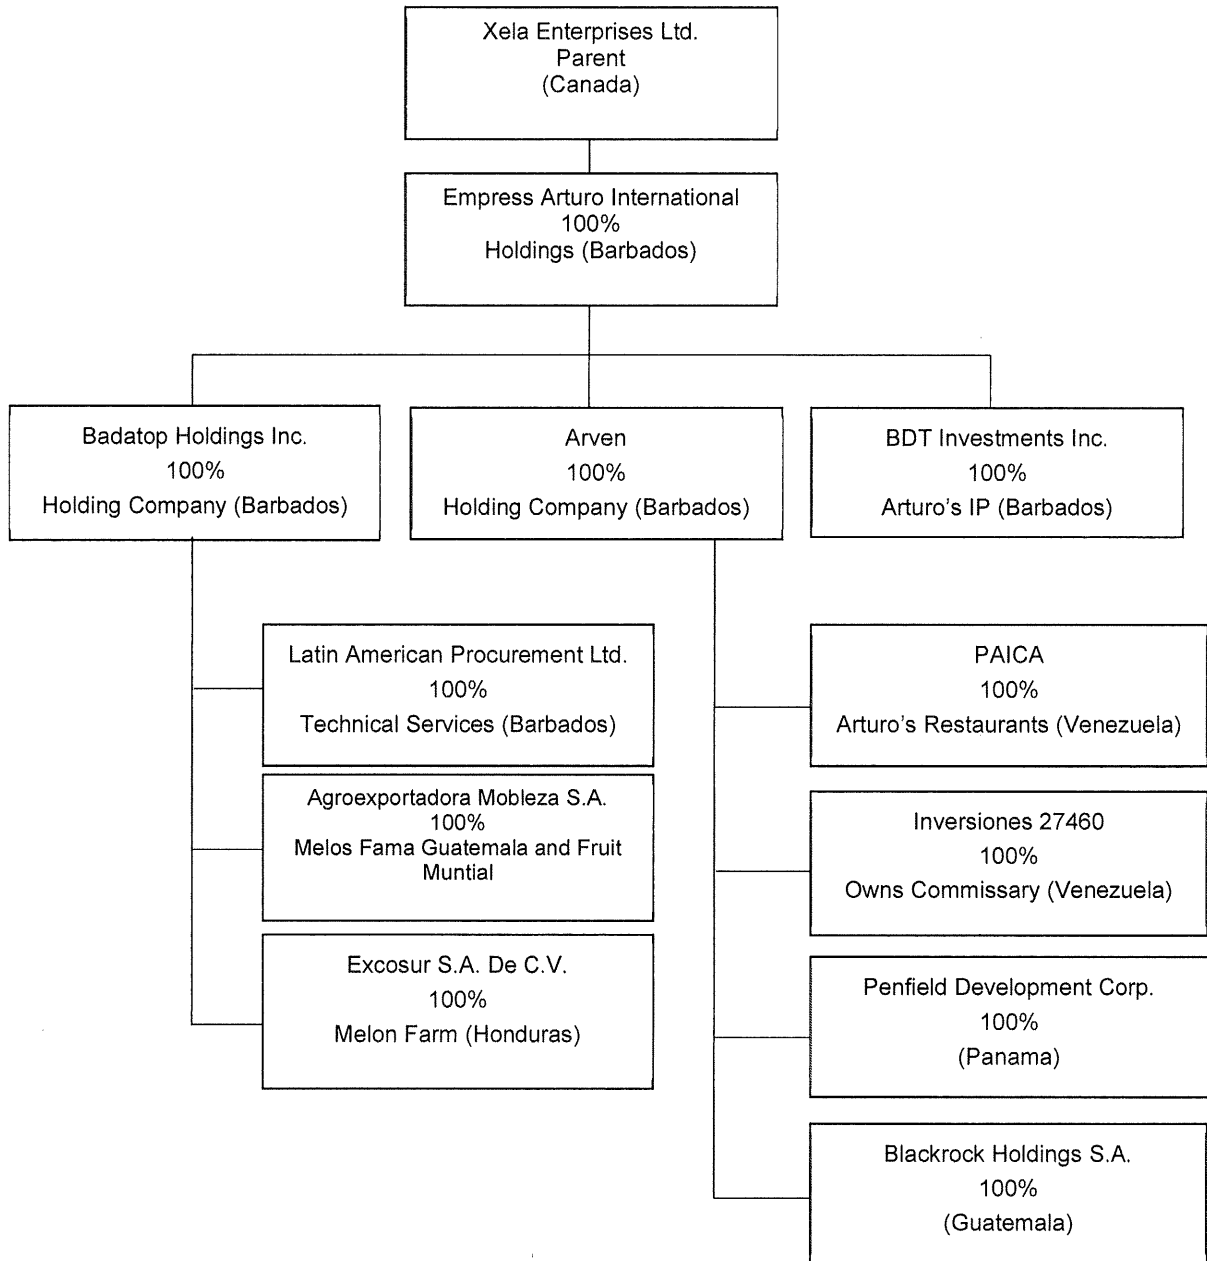 Xela Enterprises Ltd.
Parent
(Canada)
Empress Arturo International
100%
Holdings (Barbados)
Badatop Holdings Inc.
100%
Holding Company (Barbados)
Arven
100%
Holding Company (Barbados)
BDT Investments Inc.
100%
Arturo's IP (Barbados)
Latin American Procurement Ltd.
100%
Technical Services (Barbados)
Agroexportadora Mobleza S.A.
100%
Melos Fama Guatemala and Fruit
Muntial
Excosur S.A. De C.V.
100%
Melon Farm (Honduras)
PAICA
100%
Arturo's Restaurants (Venezuela)
Inversiones 27460
100%
Owns Commissary (Venezuela)
Penfield Development Corp.
100%
(Panama)
Blackrock Holdings S.A.
100%
(Guatemala)